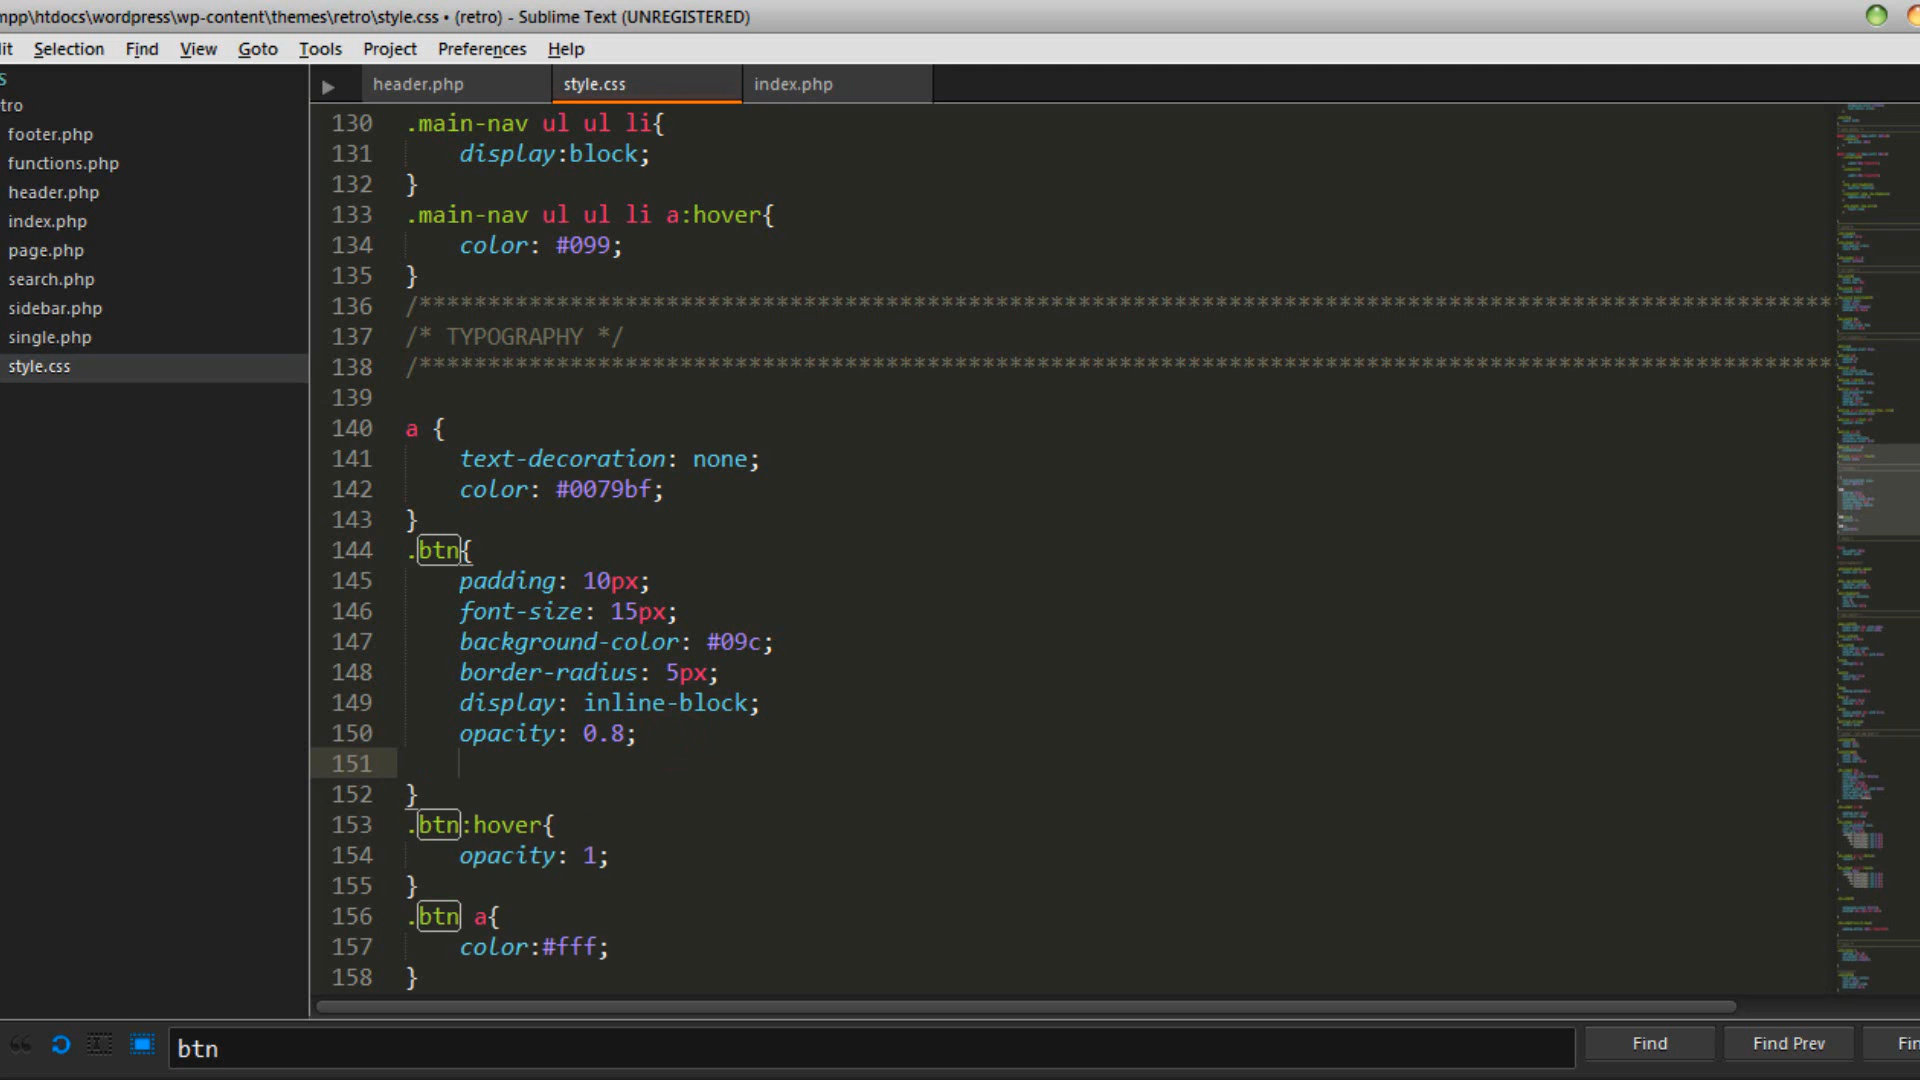 mpp\htdocs\wordpress\wp-content\themes\retro\style.css • (retro) - Sublime Text (UNREGISTERED)
it Selection Find View Goto Tools Project Preferences Help
S
tro
footer.php
functions.php
header.php
index.php
page.php
search.php
sidebar.php
single.php
style.css
header.php style.css index.php
130 .main-nav ul ul li{
131     display:block;
132 }
133 .main-nav ul ul li a:hover{
134     color: #099;
135 }
136 /*******************************************************************************************************
137 /* TYPOGRAPHY */
138 /*******************************************************************************************************
139
140 a {
141     text-decoration: none;
142     color: #0079bf;
143 }
144 .btn{
145     padding: 10px;
146     font-size: 15px;
147     background-color: #09c;
148     border-radius: 5px;
149     display: inline-block;
150     opacity: 0.8;
151
152 }
153 .btn:hover{
154     opacity: 1;
155 }
156 .btn a{
157     color:#fff;
158 }
btn Find Find Prev Fin